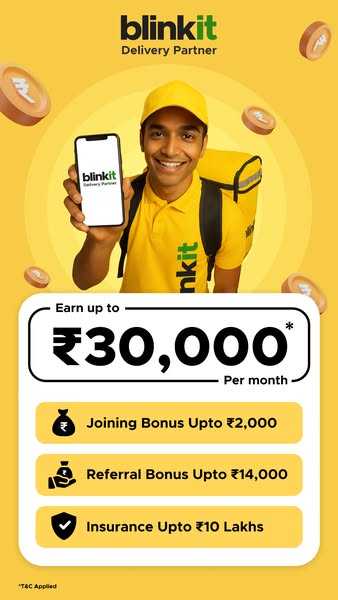 blinkit
Delivery Partner
blinkit
Delivery Partner
nkit
Earn up to
₹30,000*
Per month
₹
Joining Bonus Upto ₹2,000
₹
Referral Bonus Upto ₹14,000
Insurance Upto ₹10 Lakhs
*T&C Applied